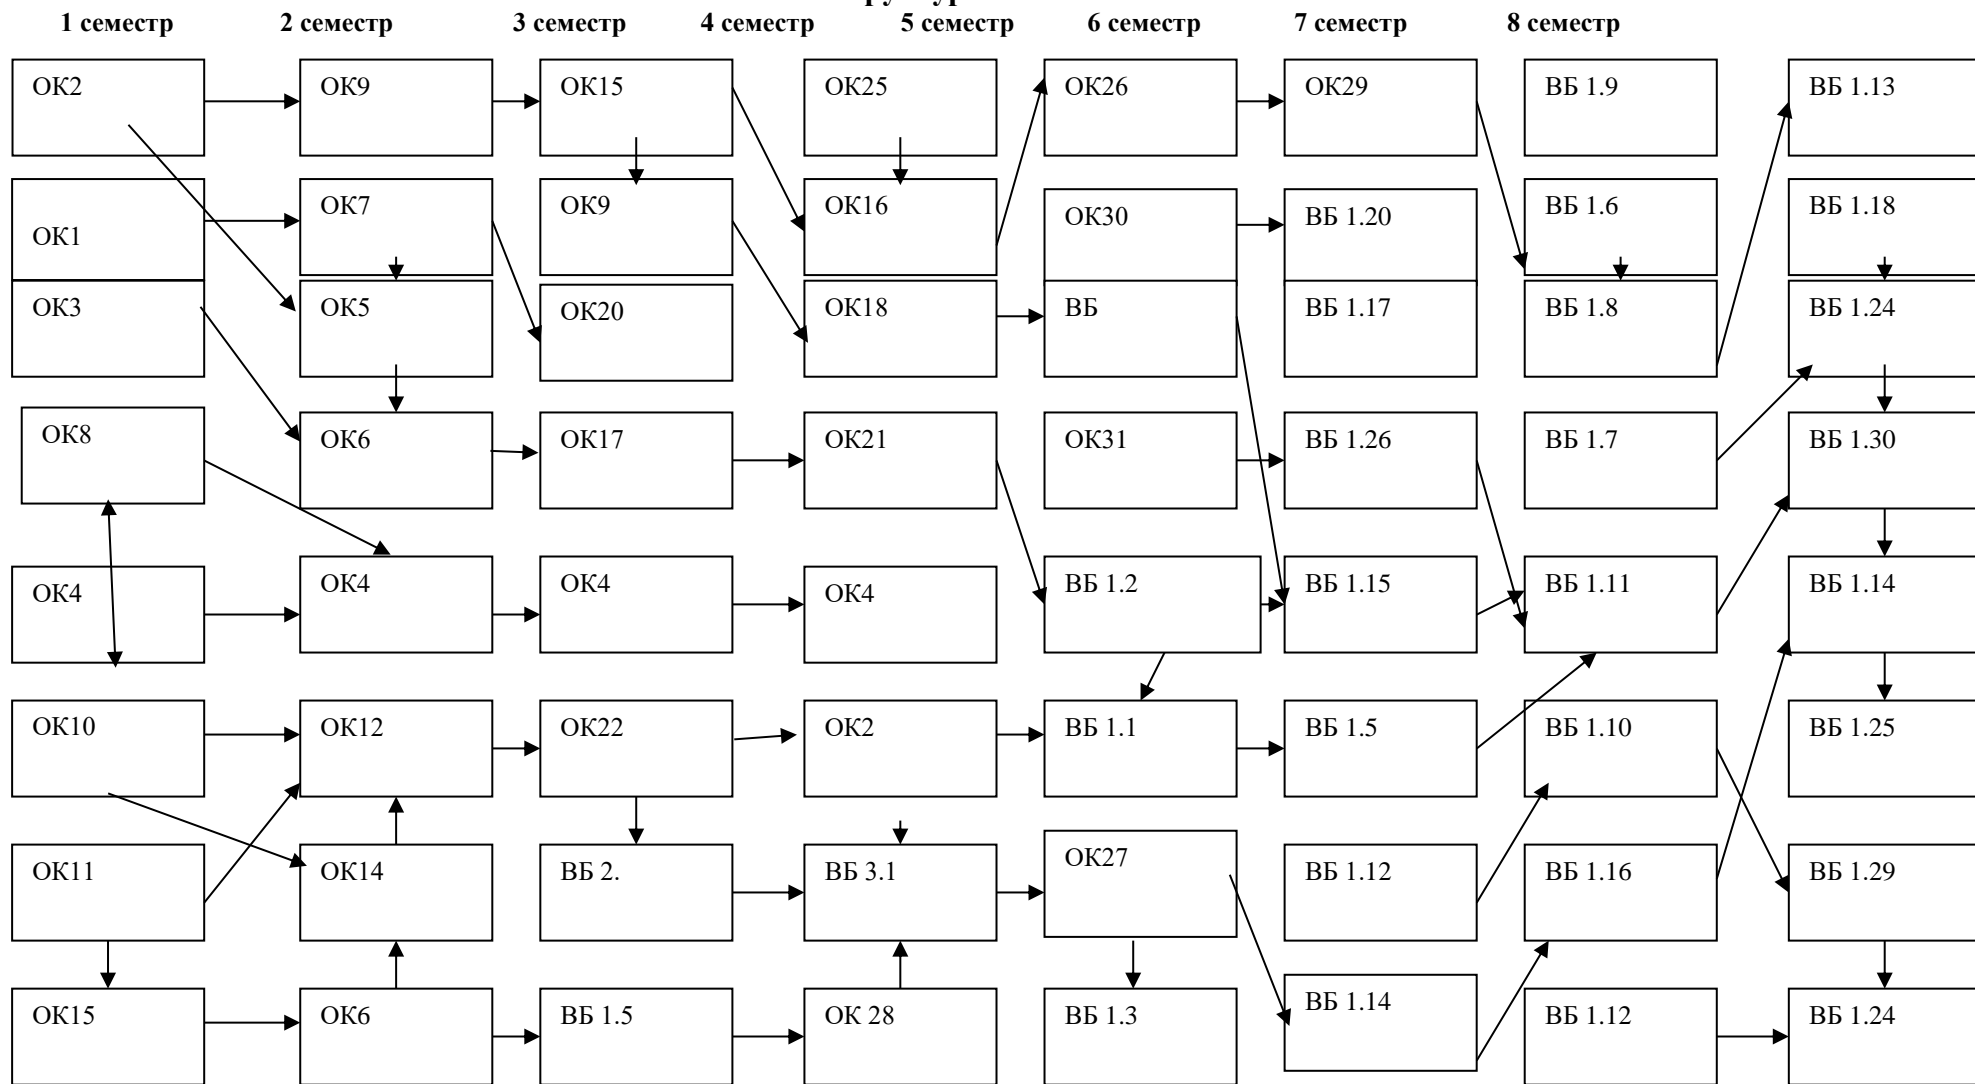 1 семестр 2 семестр 3 семестр 4 семестр 5 семестр 6 семестр 7 семестр 8 семестр
ОК2 ОК9 ОК15 ОК25 ОК26 ОК29 ВБ 1.9 ВБ 1.13
ОК1 ОК7 ОК9 ОК16 ОК30 ВБ 1.20 ВБ 1.6 ВБ 1.18
ОК3 ОК5 ОК20 ОК18 ВБ ВБ 1.17 ВБ 1.8 ВБ 1.24
ОК8 ОК6 ОК17 ОК21 ОК31 ВБ 1.26 ВБ 1.7 ВБ 1.30
ОК4 ОК4 ОК4 ОК4 ВБ 1.2 ВБ 1.15 ВБ 1.11 ВБ 1.14
ОК10 ОК12 ОК22 ОК2 ВБ 1.1 ВБ 1.5 ВБ 1.10 ВБ 1.25
ОК11 ОК14 ВБ 2. ВБ 3.1 ОК27 ВБ 1.12 ВБ 1.16 ВБ 1.29
ОК15 ОК6 ВБ 1.5 ОК 28 ВБ 1.3 ВБ 1.14 ВБ 1.12 ВБ 1.24